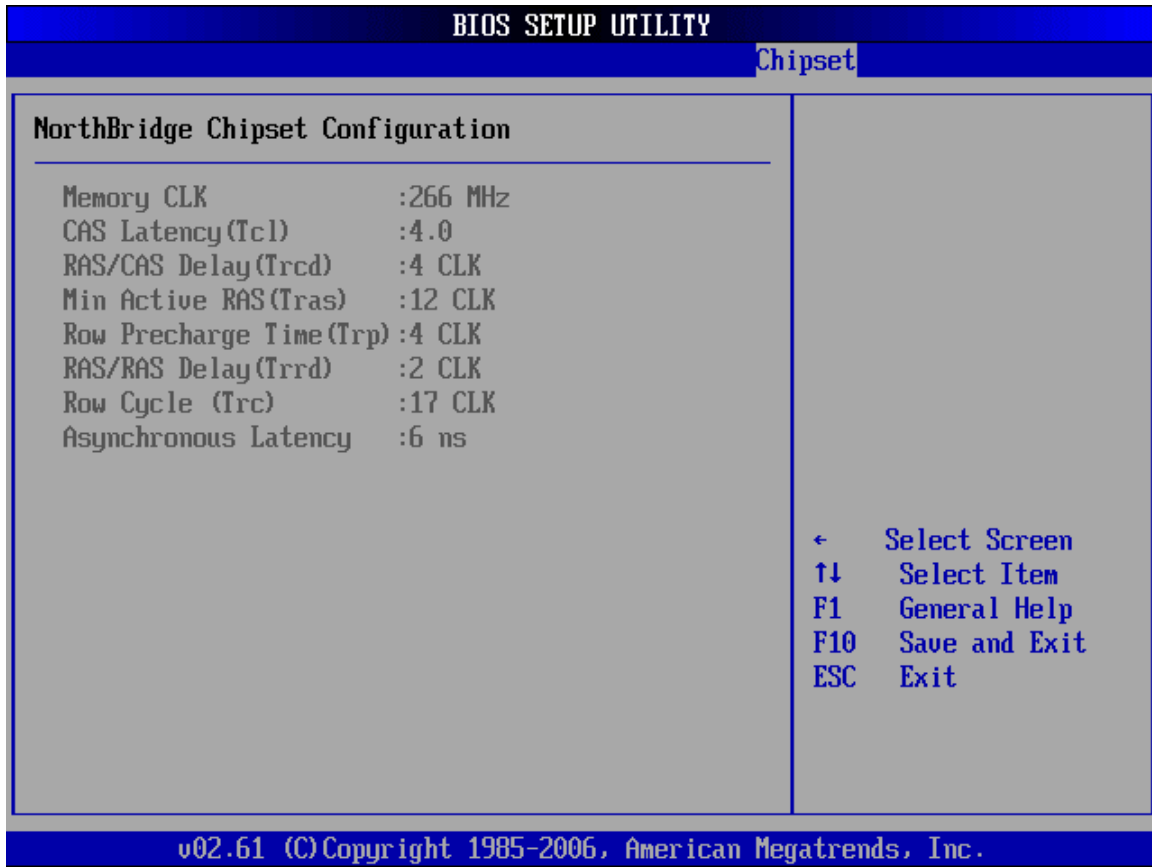 BIOS SETUP UTILITY
Chipset
NorthBridge Chipset Configuration
Memory CLK :266 MHz
CAS Latency(Tcl) :4.0
RAS/CAS Delay(Trcd) :4 CLK
Min Active RAS(Tras) :12 CLK
Row Precharge Time(Trp):4 CLK
RAS/RAS Delay(Trrd) :2 CLK
Row Cycle (Trc) :17 CLK
Asynchronous Latency :6 ns
← Select Screen
↑↓ Select Item
F1 General Help
F10 Save and Exit
ESC Exit
v02.61 (C)Copyright 1985-2006, American Megatrends, Inc.